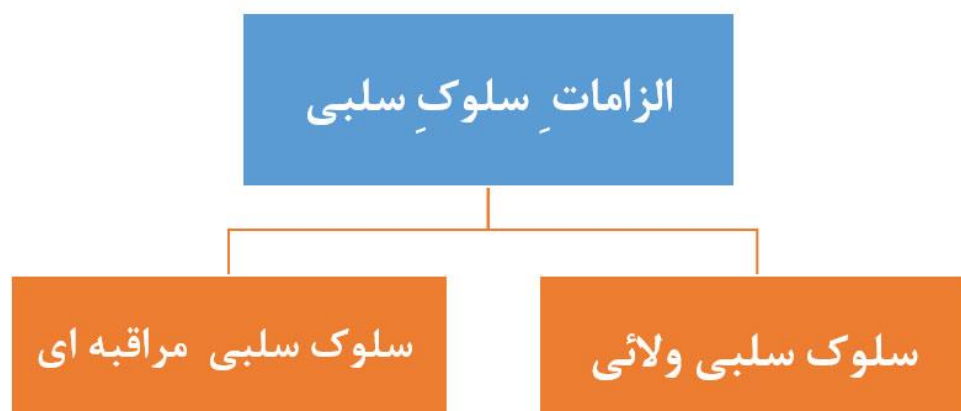 الزامات ِ سلوکِ سلبی
سلوک سلبی ولائی
سلوک سلبی مراقبه ای